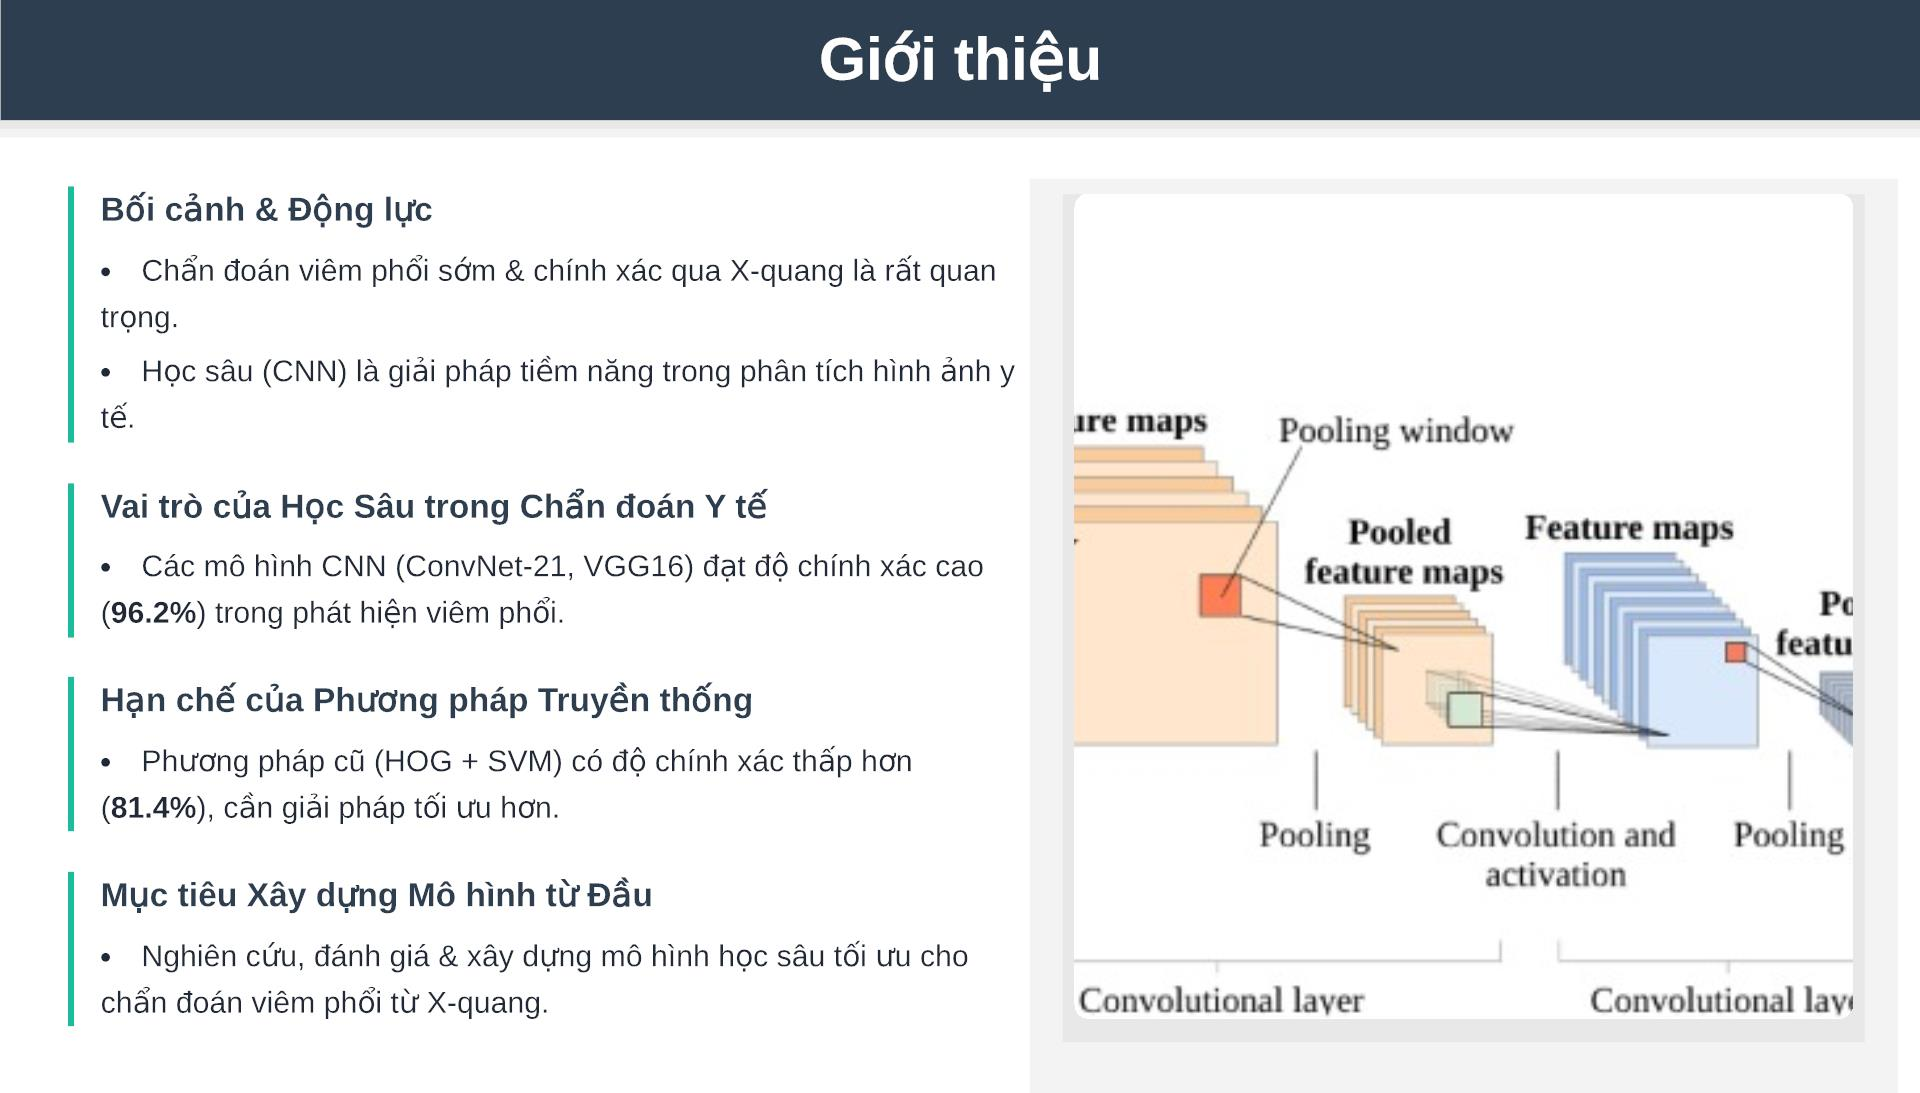 Giới thiệu
Bối cảnh & Động lực
• Chẩn đoán viêm phổi sớm & chính xác qua X-quang là rất quan
trọng.
• Học sâu (CNN) là giải pháp tiềm năng trong phân tích hình ảnh y
tế.
Vai trò của Học Sâu trong Chẩn đoán Y tế
• Các mô hình CNN (ConvNet-21, VGG16) đạt độ chính xác cao
(96.2%) trong phát hiện viêm phổi.
Hạn chế của Phương pháp Truyền thống
• Phương pháp cũ (HOG + SVM) có độ chính xác thấp hơn
(81.4%), cần giải pháp tối ưu hơn.
Mục tiêu Xây dựng Mô hình từ Đầu
• Nghiên cứu, đánh giá & xây dựng mô hình học sâu tối ưu cho
chẩn đoán viêm phổi từ X-quang.
ure maps
Pooling window
Pooled
feature maps
Feature maps
Po
featu
Pooling
Convolution and
activation
Pooling
Convolutional layer
Convolutional laye